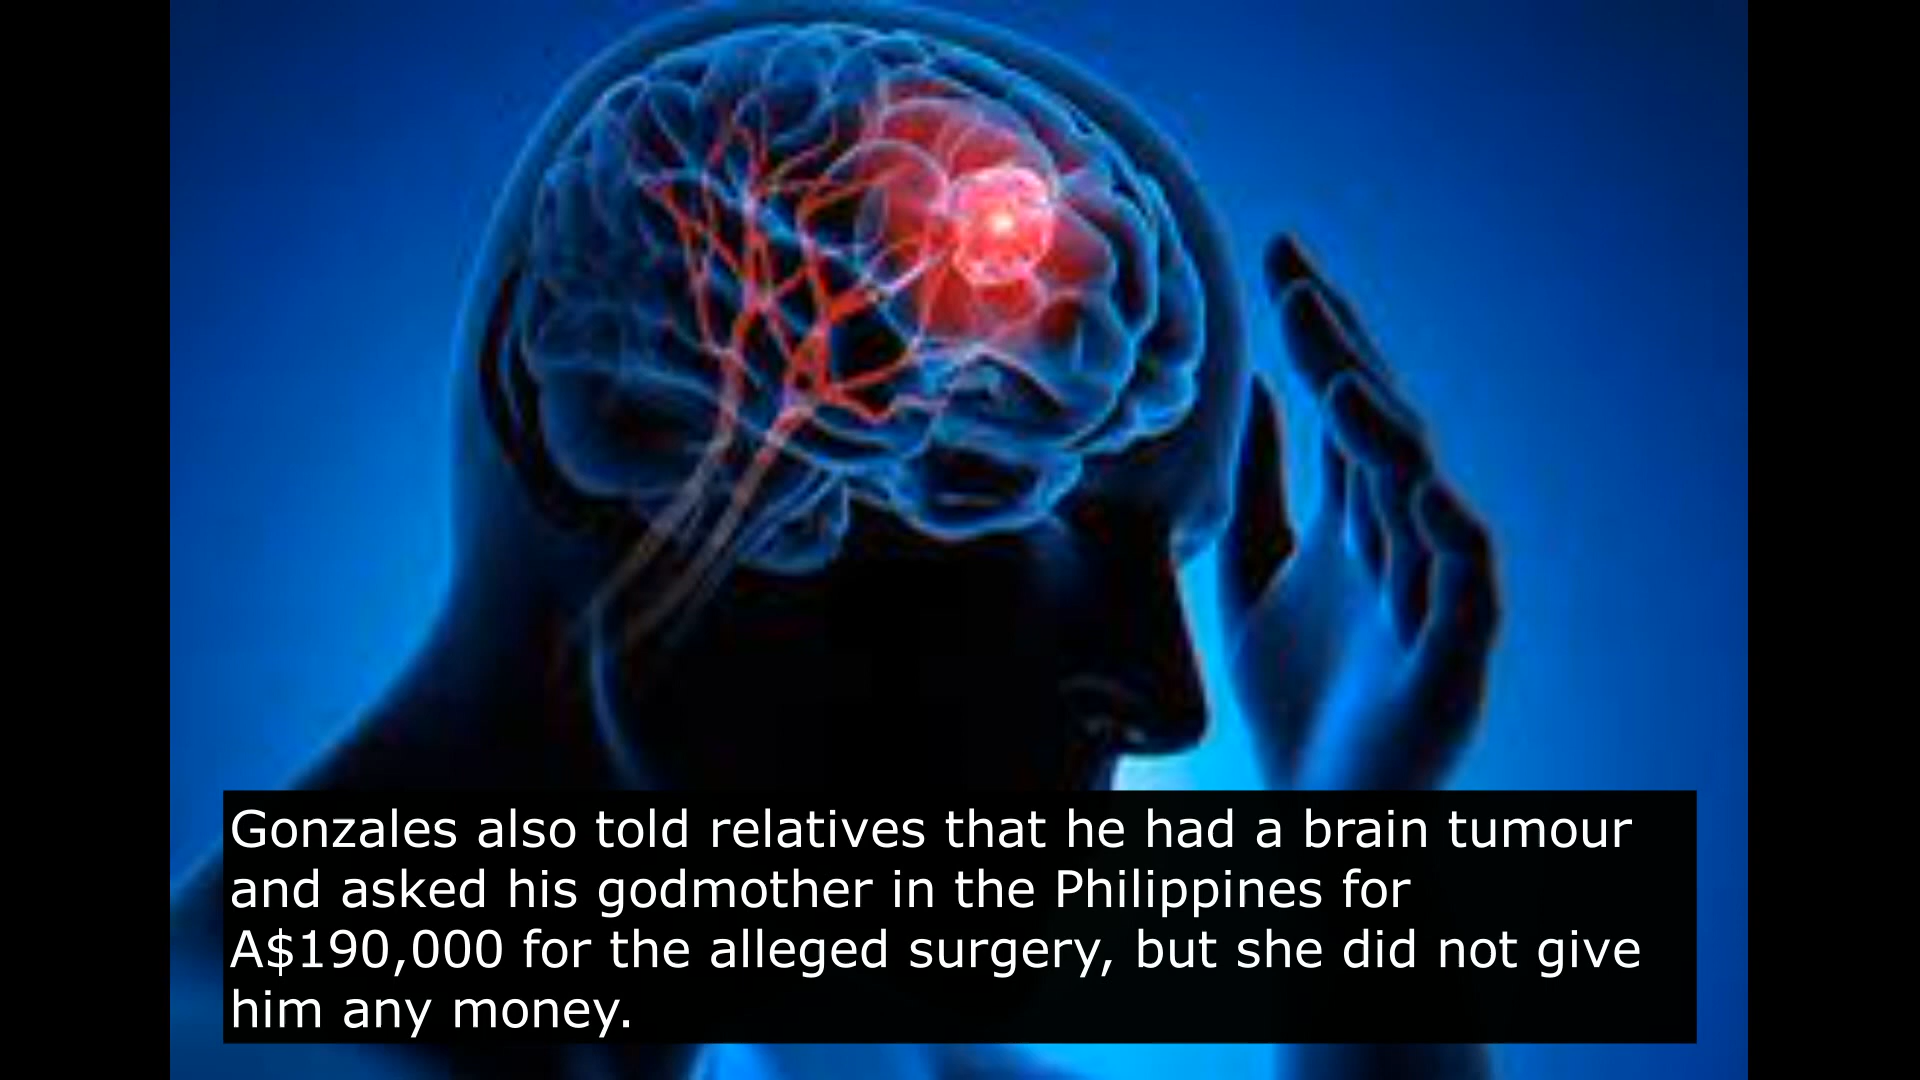 Gonzales also told relatives that he had a brain tumour
and asked his godmother in the Philippines for
A$190,000 for the alleged surgery, but she did not give
him any money.